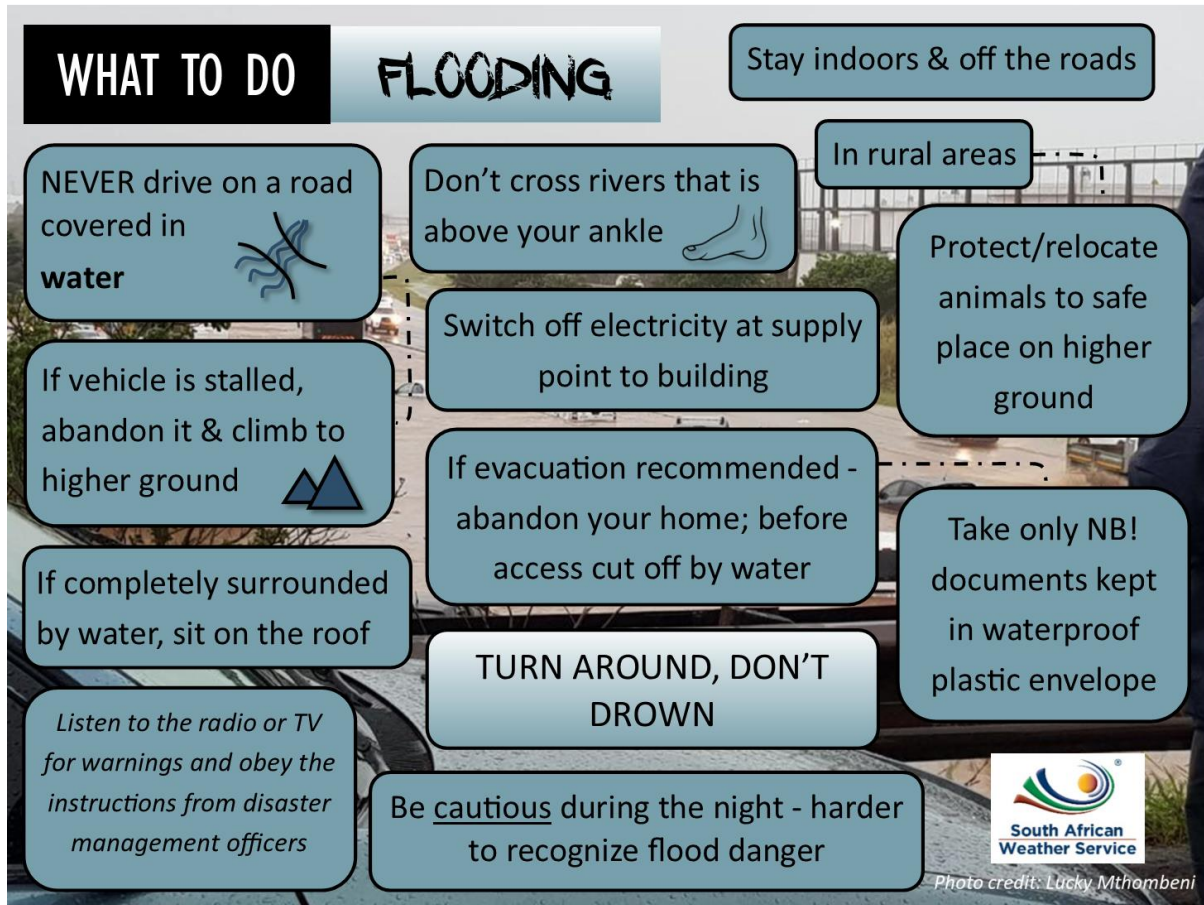 WHAT TO DO
FLOODING
Stay indoors & off the roads
NEVER drive on a road
covered in
water
Don't cross rivers that is
above your ankle
In rural areas
Protect/relocate
animals to safe
place on higher
ground
If vehicle is stalled,
abandon it & climb to
higher ground
Switch off electricity at supply
point to building
If evacuation recommended -
abandon your home; before
access cut off by water
Take only NB!
documents kept
in waterproof
plastic envelope
If completely surrounded
by water, sit on the roof
TURN AROUND, DON'T
DROWN
Listen to the radio or TV
for warnings and obey the
instructions from disaster
management officers
Be cautious during the night - harder
to recognize flood danger
®
South African
Weather Service
Photo credit: Lucky Mthombeni